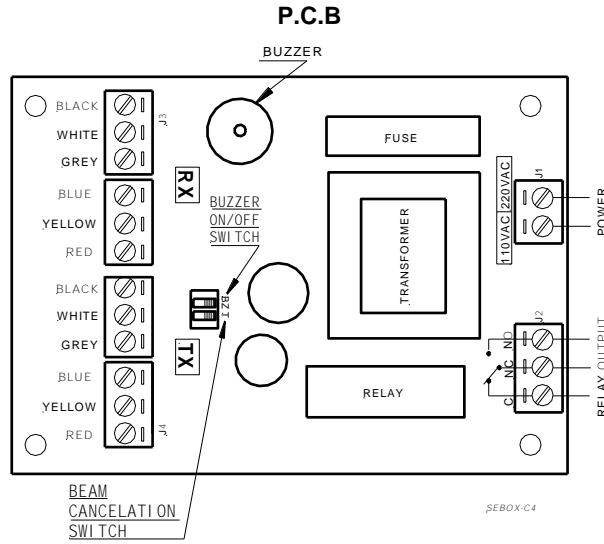 P.C.B
BUZZER
BLACK
WHITE
GREY
J3
BLUE
YELLOW
RED
RX
BUZZER
ON/OFF
SWITCH
FUSE
TRANSFORMER
110VAC 220VAC
J1
POWER
BLACK
WHITE
GREY
BLUE
YELLOW
RED
J4
TX
BZ T
RELAY
NO
NC
C
J2
RELAY OUTPUT
BEAM
CANCELATION
SWITCH
SEBOX-C4